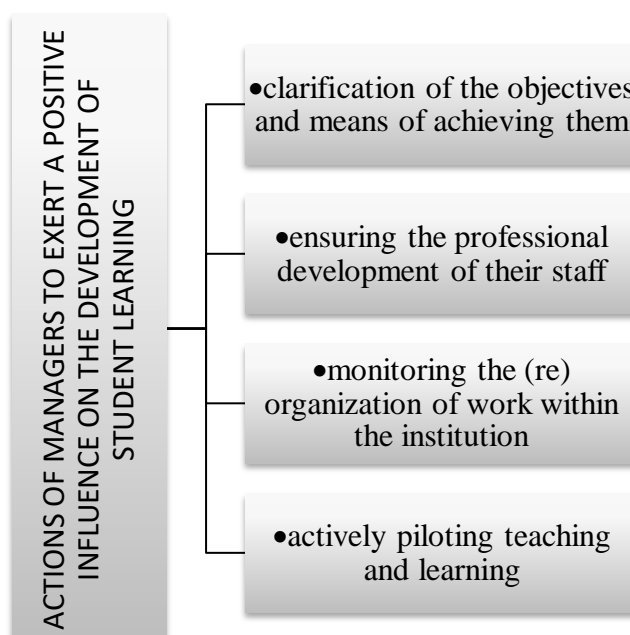 ACTIONS OF MANAGERS TO EXERT A POSITIVE
INFLUENCE ON THE DEVELOPMENT OF
STUDENT LEARNING
•clarification of the objectives
and means of achieving them
•ensuring the professional
development of their staff
•monitoring the (re)
organization of work within
the institution
•actively piloting teaching
and learning